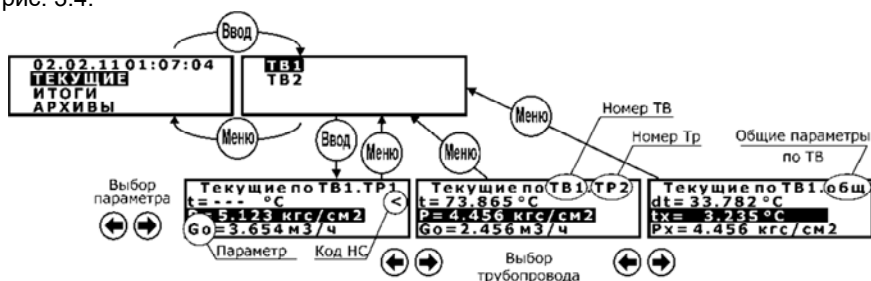 рис. 3.4.
Ввод
02.02.11 01:07:04
ТЕКУЩИЕ
ИТОГИ
АРХИВЫ
ТВ1
ТВ2
Меню
Ввод
Меню
Меню
Меню
Номер ТВ
Номер Тр
Общие параметры
по ТВ
Выбор
параметра
Текущие по ТВ1.ТР1
t=--- °C <
P=5.123 кгс/см2
Go=3.654 м3/ч
Параметр
Код НС
Текущие по ТВ1.ТР2
t=73.865 °C
P=4.456 кгс/см2
Go=2.456 м3/ч
Выбор
трубопровода
Текущие по ТВ1.общ
dt=33.782 °C
tx= 3.235 °C
Px=4.456 кгс/см2